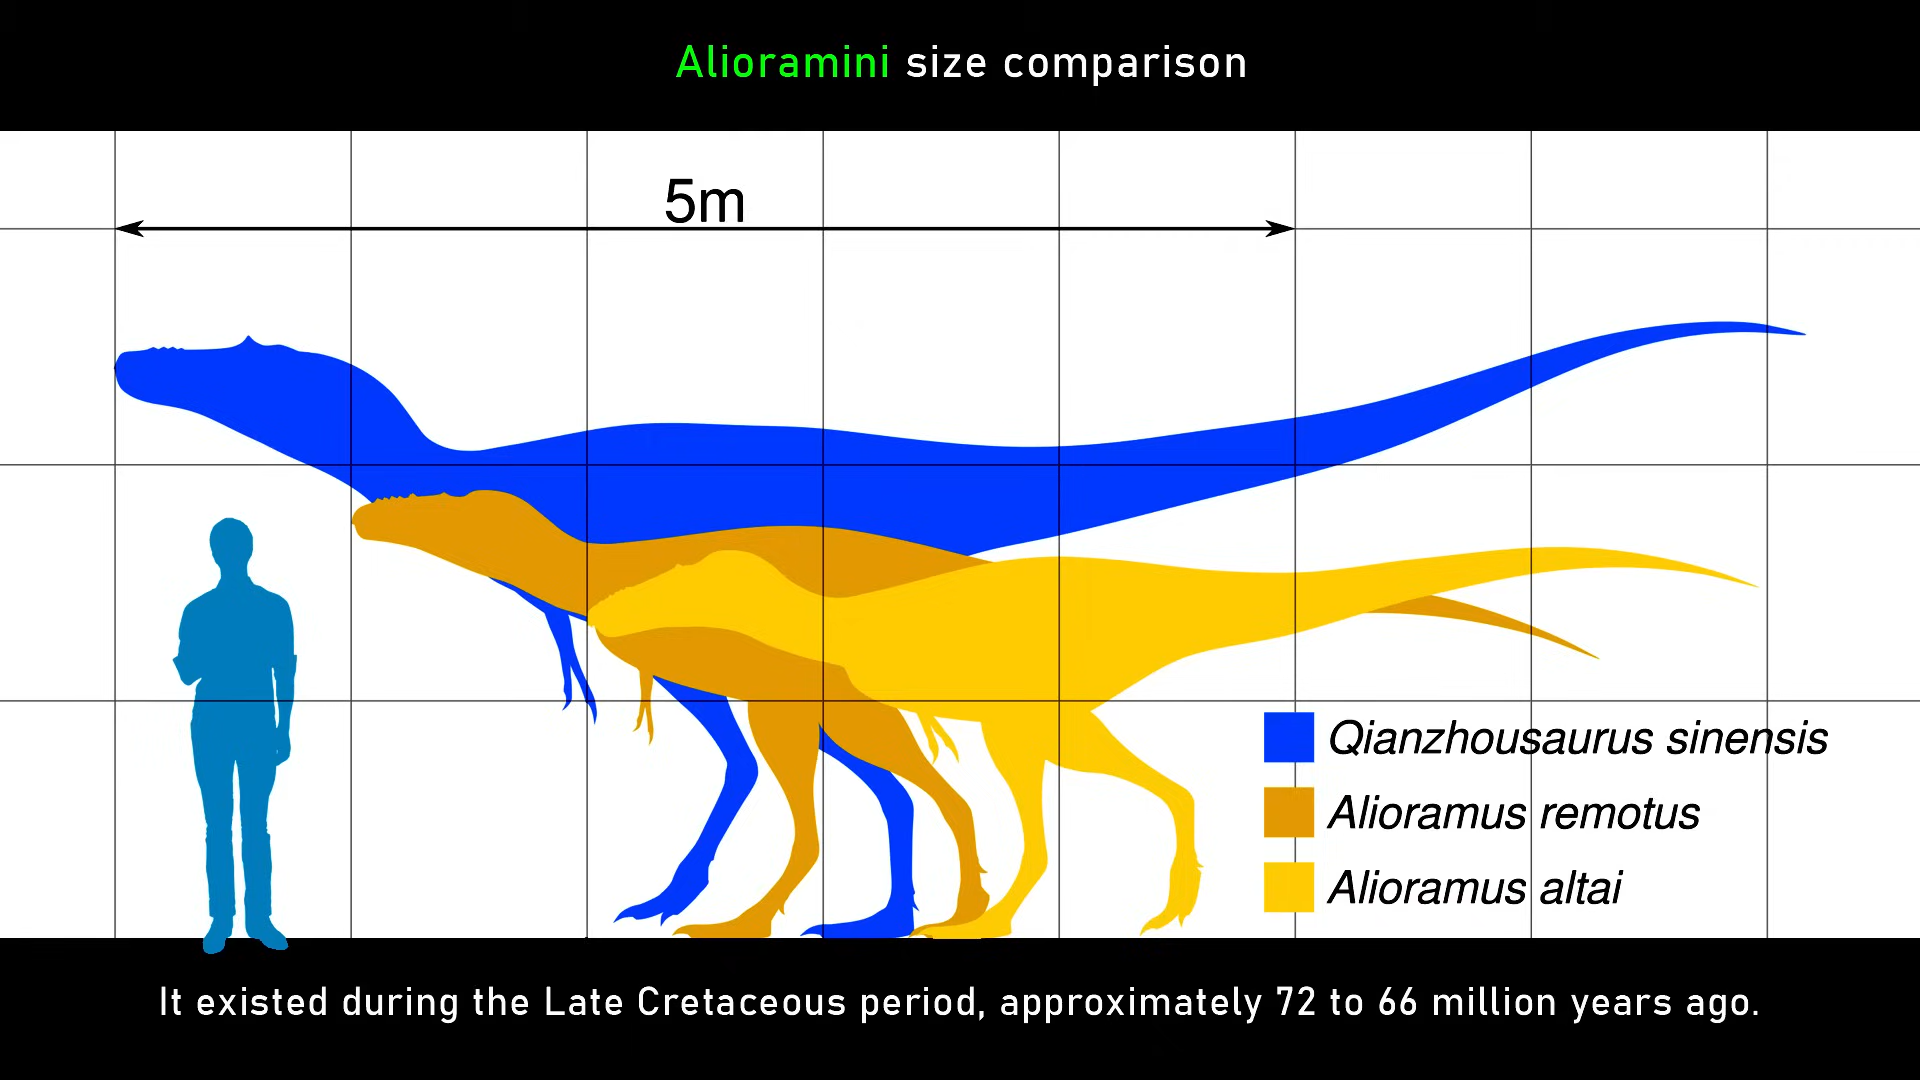 Alioramini size comparison
5m
Qianzhousaurus sinensis
Alioramus remotus
Alioramus altai
It existed during the Late Cretaceous period, approximately 72 to 66 million years ago.